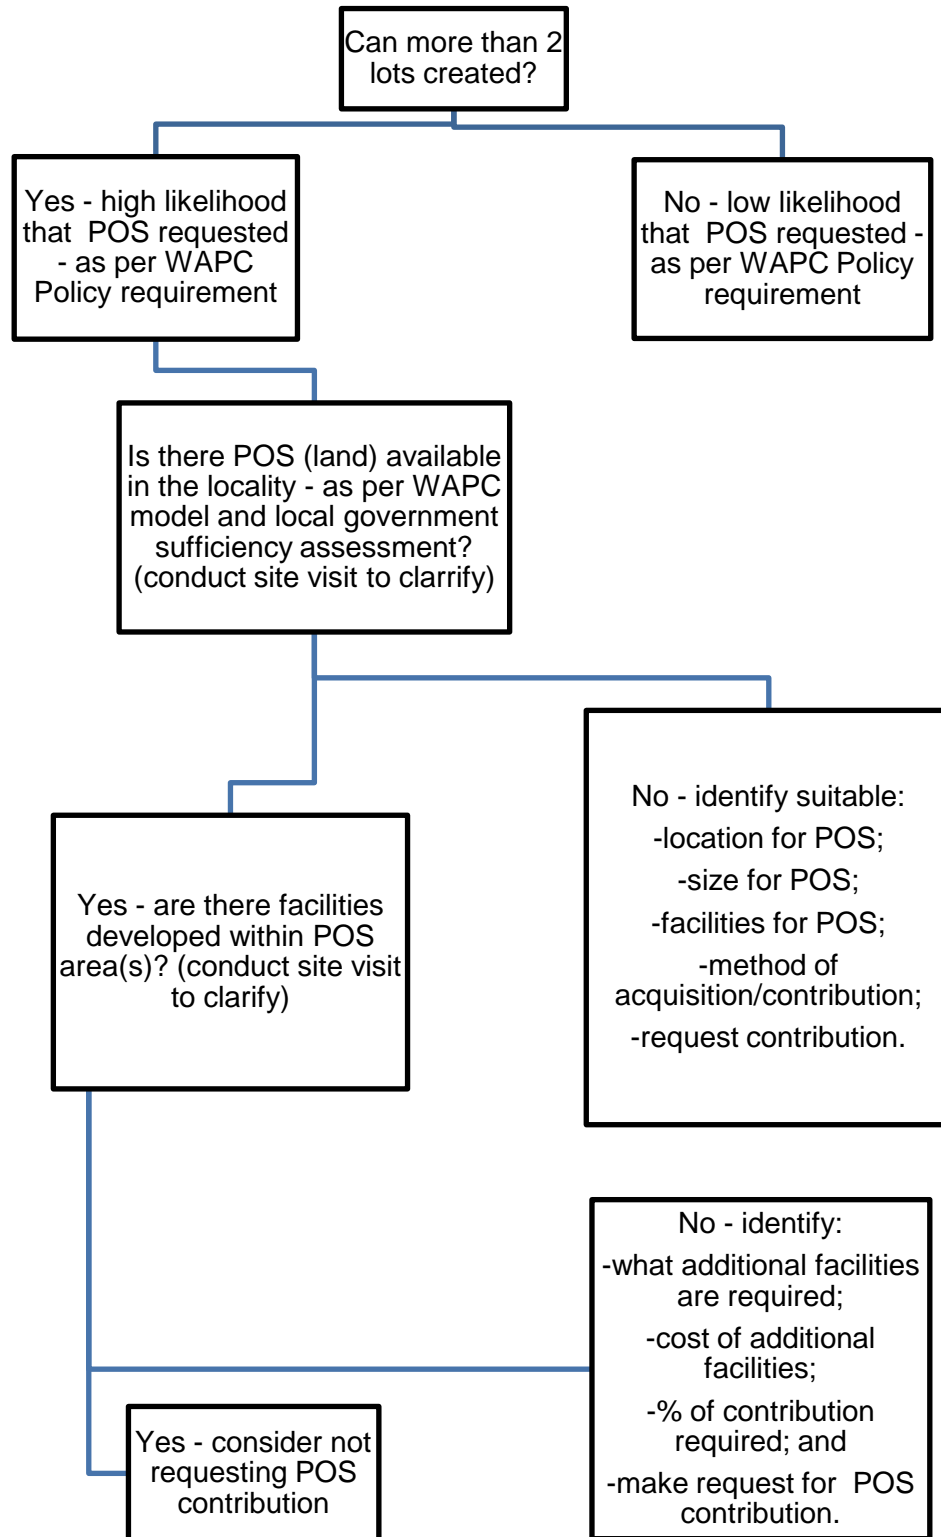 Can more than 2
lots created?
Yes - high likelihood
that POS requested
- as per WAPC
Policy requirement
No - low likelihood
that POS requested -
as per WAPC Policy
requirement
Is there POS (land) available
in the locality - as per WAPC
model and local government
sufficiency assessment?
(conduct site visit to clarrify)
No - identify suitable:
-location for POS;
-size for POS;
-facilities for POS;
-method of
acquisition/contribution;
-request contribution.
Yes - are there facilities
developed within POS
area(s)? (conduct site visit
to clarify)
No - identify:
-what additional facilities
are required;
-cost of additional
facilities;
-% of contribution
required; and
-make request for POS
contribution.
Yes - consider not
requesting POS
contribution